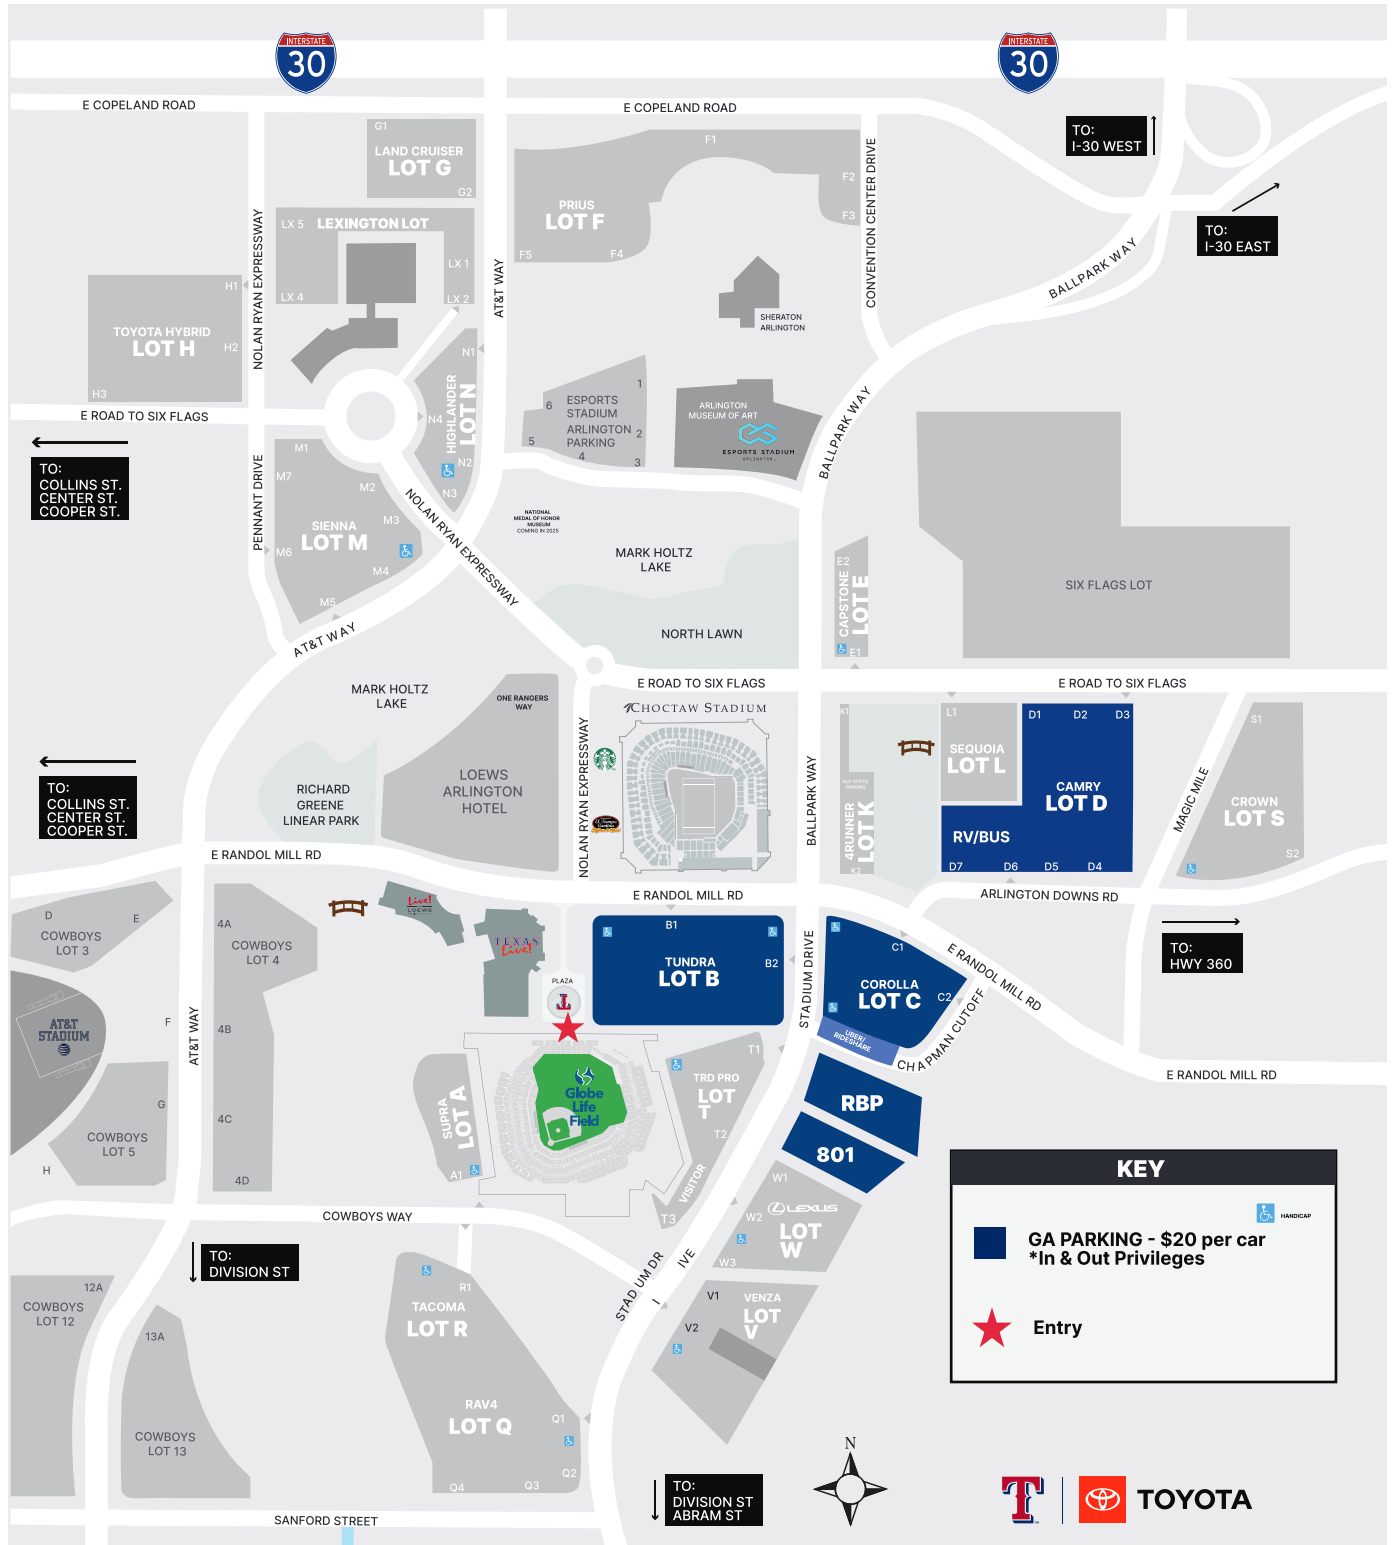 INTERSTATE
30
INTERSTATE
30
E COPELAND ROAD
E COPELAND ROAD
TO:
I-30 WEST
TO:
I-30 EAST
G1
LAND CRUISER
LOT G
G2
F1
F2
F3
PRIUS
LOT F
F5
F4
CONVENTION CENTER DRIVE
BALLPARK WAY
NOLAN RYAN EXPRESSWAY
LX 5
LEXINGTON LOT
LX 1
LX 4
LX 2
AT&T WAY
H1
TOYOTA HYBRID
LOT H
H2
H3
SHERATON
ARLINGTON
E ROAD TO SIX FLAGS
TO:
COLLINS ST.
CENTER ST.
COOPER ST.
N1
HIGHLANDER
LOT N
N4
N2
N3
1
6
ESPORTS
STADIUM
ARLINGTON
PARKING
2
5
4
3
ARLINGTON
MUSEUM OF ART
ESPORTS STADIUM
ARLINGTON
BALLPARK WAY
PENNANT DRIVE
M1
M7
M2
M3
SIENNA
LOT M
M6
M4
M5
NOLAN RYAN EXPRESSWAY
NATIONAL
MEDAL OF HONOR
MUSEUM
COMING IN 2025
MARK HOLTZ
LAKE
NORTH LAWN
E2
CAPSTONE
LOT E
E1
SIX FLAGS LOT
AT&T WAY
MARK HOLTZ
LAKE
ONE RANGERS
WAY
E ROAD TO SIX FLAGS
E ROAD TO SIX FLAGS
CHOCTAW STADIUM
NOLAN RYAN EXPRESSWAY
BALLPARK WAY
K1
4RUNNER
LOT K
K2
L1
SEQUOIA
LOT L
D1
D2
D3
CAMRY
LOT D
RV/BUS
D7
D6
D5
D4
MAGIC MILE
S1
CROWN
LOT S
S2
TO:
COLLINS ST.
CENTER ST.
COOPER ST.
RICHARD
GREENE
LINEAR PARK
LOEWS
ARLINGTON
HOTEL
E RANDOL MILL RD
E RANDOL MILL RD
ARLINGTON DOWNS RD
D
E
COWBOYS
LOT 3
4A
COWBOYS
LOT 4
Live!
LOEWS
TEXAS
Live!
PLAZA
T
B1
TUNDRA
LOT B
B2
STADIUM DRIVE
C1
COROLLA
LOT C
C2
UBER/
RIDESHARE
CHAPMAN CUTOFF
E RANDOL MILL RD
TO:
HWY 360
AT&T
STADIUM
F
AT&T WAY
4B
G
4C
COWBOYS
LOT 5
H
4D
SUPRA
LOT A
A1
Globe
Life
Field
T1
TRD PRO
LOT
T
T2
VISITOR
T3
RBP
801
E RANDOL MILL RD
W1
LEXUS
W2
LOT
W
W3
COWBOYS WAY
TO:
DIVISION ST
STADIUM DRIVE
12A
COWBOYS
LOT 12
13A
COWBOYS
LOT 13
R1
TACOMA
LOT R
RAV4
LOT Q
Q1
Q2
Q3
Q4
V1
VENZA
LOT
V
V2
KEY
HANDICAP
GA PARKING - $20 per car
*In & Out Privileges
Entry
TO:
DIVISION ST
ABRAM ST
N
T
TOYOTA
SANFORD STREET